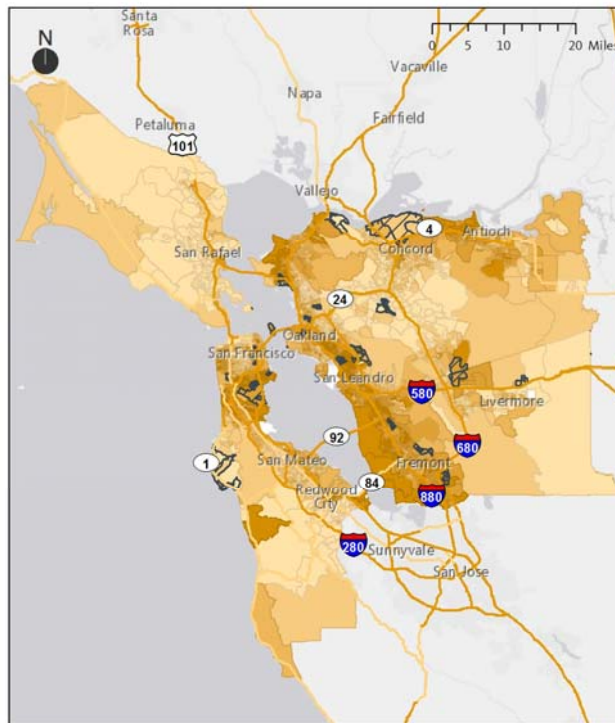 Santa
Rosa
N
0 5 10 20 Miles
Vacaville
Napa
Fairfield
Petaluma
101
Vallejo
4
Antioch
Concord
San Rafael
24
Oakland
San Francisco
San Leandro
580
Livermore
92
680
1
San Mateo
Fremont
84
Redwood
City
880
280
Sunnyvale
San Jose